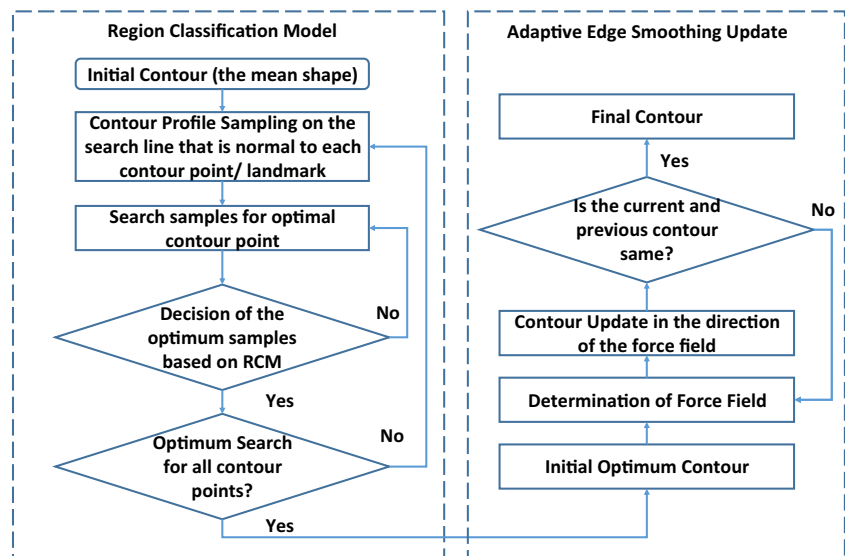 Region Classification Model
Initial Contour (the mean shape)
Contour Profile Sampling on the
search line that is normal to each
contour point/ landmark
Search samples for optimal
contour point
Decision of the
optimum samples
based on RCM
No
Yes
Optimum Search
for all contour
points?
No
Yes
Adaptive Edge Smoothing Update
Final Contour
Yes
Is the current and
previous contour
same?
No
Contour Update in the direction
of the force field
Determination of Force Field
Initial Optimum Contour